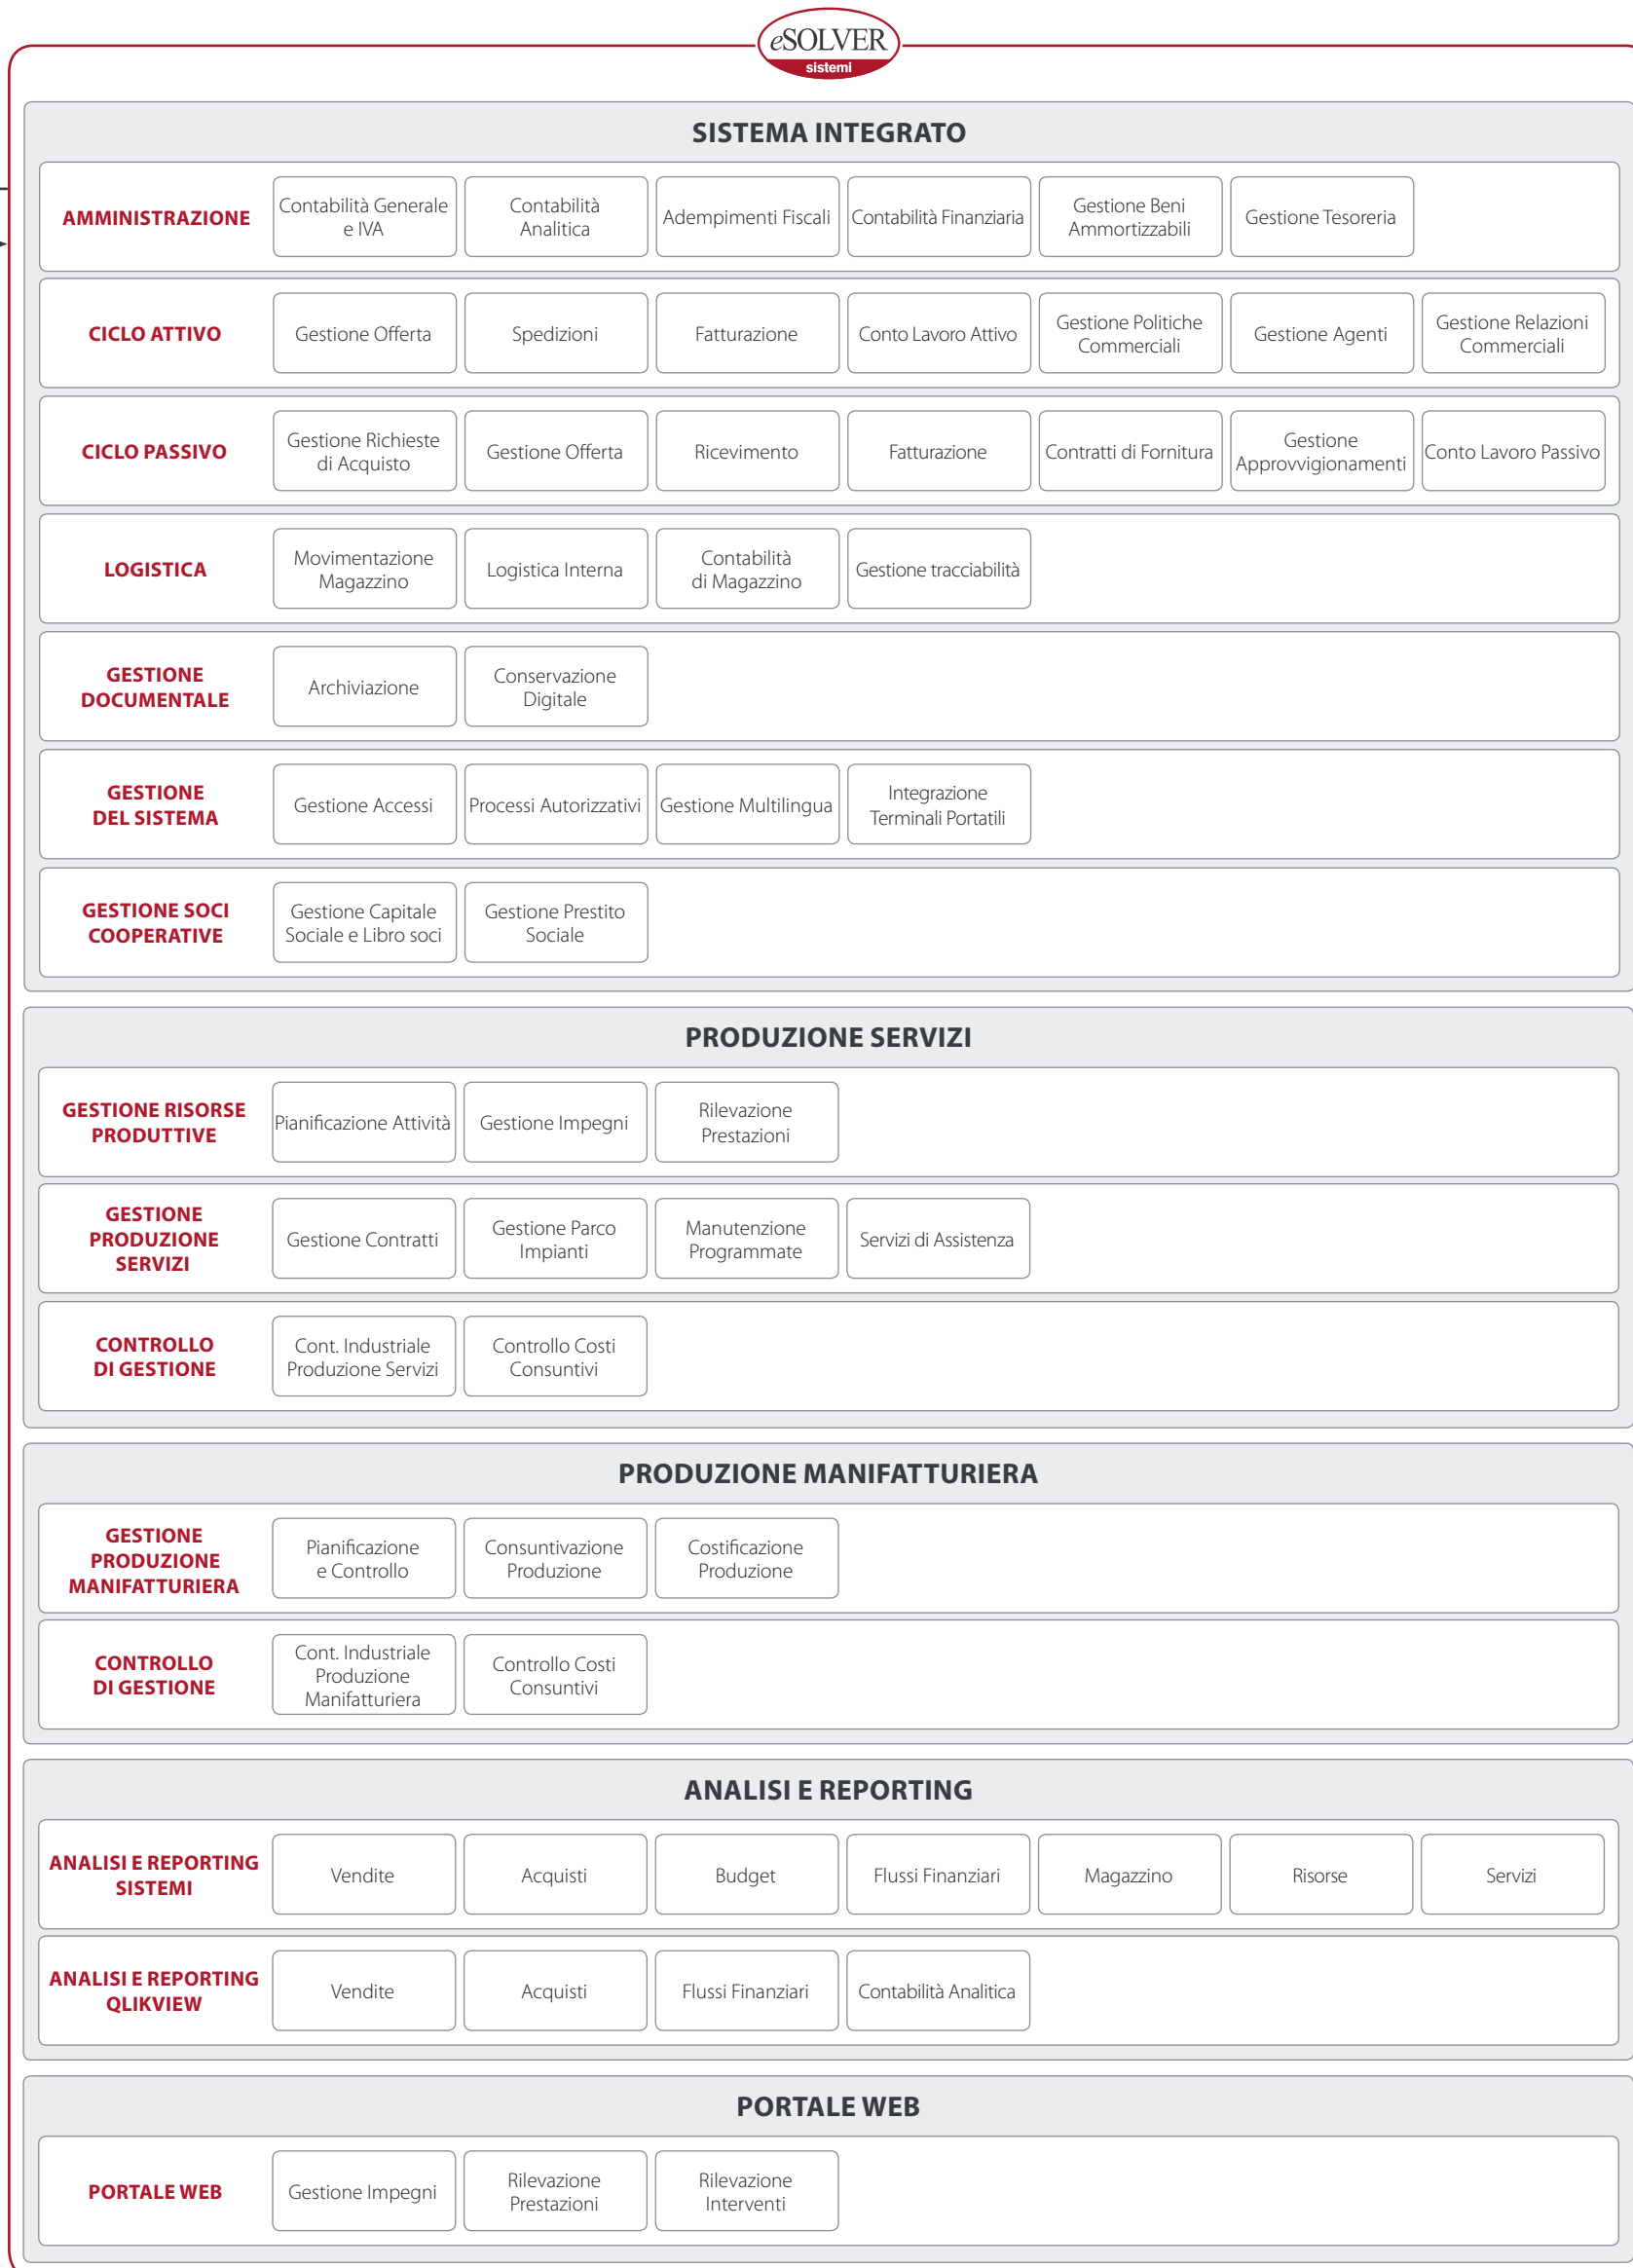 eSOLVER
sistemi
SISTEMA INTEGRATO
AMMINISTRAZIONE
Contabilità Generale
e IVA
Contabilità
Analitica
Adempimenti Fiscali
Contabilità Finanziaria
Gestione Beni
Ammortizzabili
Gestione Tesoreria
CICLO ATTIVO
Gestione Offerta
Spedizioni
Fatturazione
Conto Lavoro Attivo
Gestione Politiche
Commerciali
Gestione Agenti
Gestione Relazioni
Commerciali
CICLO PASSIVO
Gestione Richieste
di Acquisto
Gestione Offerta
Ricevimento
Fatturazione
Contratti di Fornitura
Gestione
Approvvigionamenti
Conto Lavoro Passivo
LOGISTICA
Movimentazione
Magazzino
Logistica Interna
Contabilità
di Magazzino
Gestione tracciabilità
GESTIONE
DOCUMENTALE
Archiviazione
Conservazione
Digitale
GESTIONE
DEL SISTEMA
Gestione Accessi
Processi Autorizzativi
Gestione Multilingua
Integrazione
Terminali Portatili
GESTIONE SOCI
COOPERATIVE
Gestione Capitale
Sociale e Libro soci
Gestione Prestito
Sociale
PRODUZIONE SERVIZI
GESTIONE RISORSE
PRODUTTIVE
Pianificazione Attività
Gestione Impegni
Rilevazione
Prestazioni
GESTIONE
PRODUZIONE
SERVIZI
Gestione Contratti
Gestione Parco
Impianti
Manutenzione
Programmate
Servizi di Assistenza
CONTROLLO
DI GESTIONE
Cont. Industriale
Produzione Servizi
Controllo Costi
Consuntivi
PRODUZIONE MANIFATTURIERA
GESTIONE
PRODUZIONE
MANIFATTURIERA
Pianificazione
e Controllo
Consuntivazione
Produzione
Costificazione
Produzione
CONTROLLO
DI GESTIONE
Cont. Industriale
Produzione
Manifatturiera
Controllo Costi
Consuntivi
ANALISI E REPORTING
ANALISI E REPORTING
SISTEMI
Vendite
Acquisti
Budget
Flussi Finanziari
Magazzino
Risorse
Servizi
ANALISI E REPORTING
QLIKVIEW
Vendite
Acquisti
Flussi Finanziari
Contabilità Analitica
PORTALE WEB
PORTALE WEB
Gestione Impegni
Rilevazione
Prestazioni
Rilevazione
Interventi